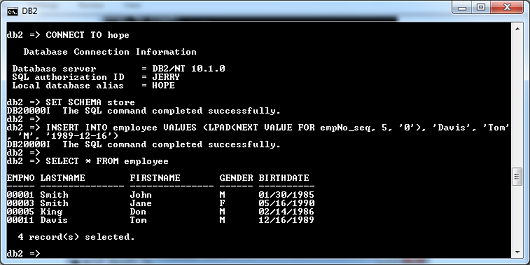 DB2
db2 => CONNECT TO hope
Database Connection Information
Database server = DB2/NT 10.1.0
SQL authorization ID = JERRY
Local database alias = HOPE
db2 => SET SCHEMA store
DB20000I The SQL command completed successfully.
db2 =>
db2 => INSERT INTO employee VALUES (LPAD(NEXT VALUE FOR empNo_seq, 5, '0'), 'Davis', 'Tom'
, 'M', '1989-12-16')
DB20000I The SQL command completed successfully.
db2 =>
db2 => SELECT * FROM employee
EMPNO LASTNAME FIRSTNAME GENDER BIRTHDATE
----- --------------- --------------- ------ ----------
00001 Smith John M 01/30/1985
00003 Smith Jane F 05/16/1990
00005 King Don M 02/14/1986
00011 Davis Tom M 12/16/1989
4 record(s) selected.
db2 =>